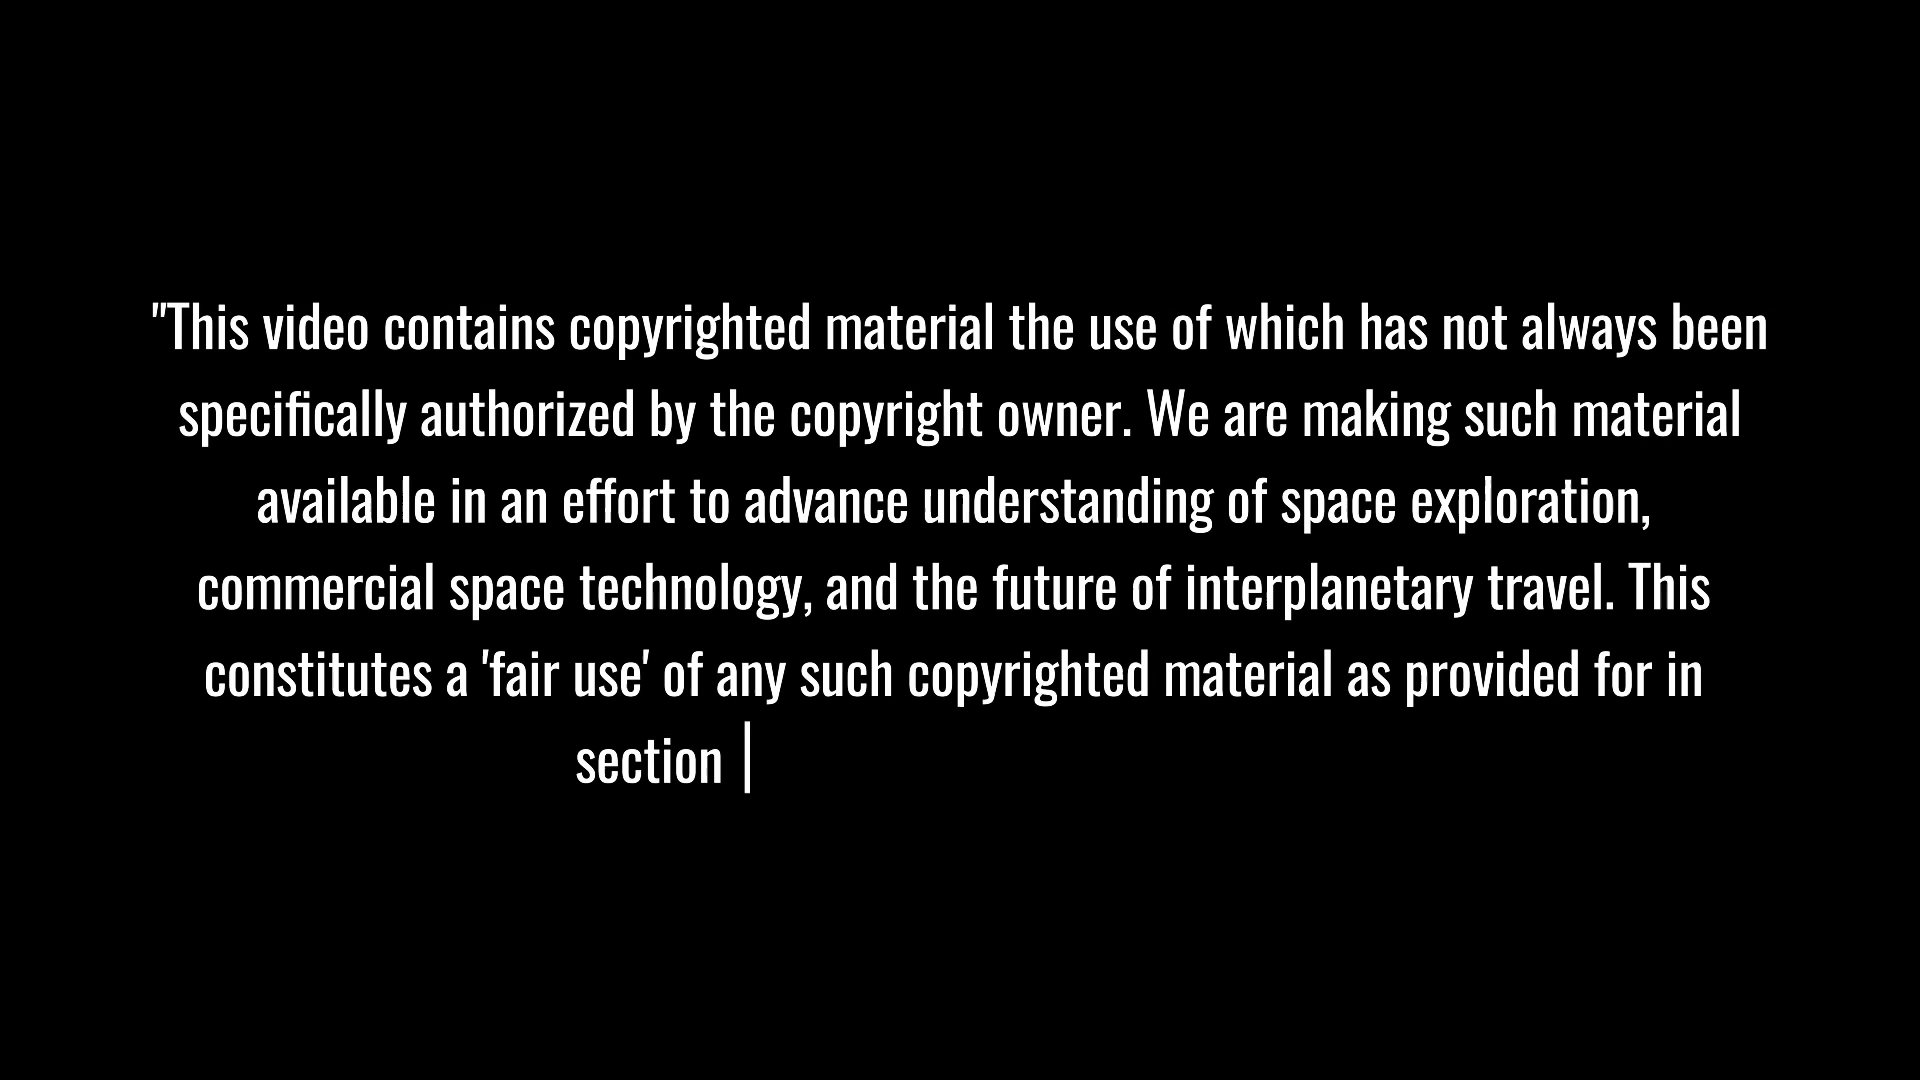 "This video contains copyrighted material the use of which has not always been
specifically authorized by the copyright owner. We are making such material
available in an effort to advance understanding of space exploration,
commercial space technology, and the future of interplanetary travel. This
constitutes a 'fair use' of any such copyrighted material as provided for in
section